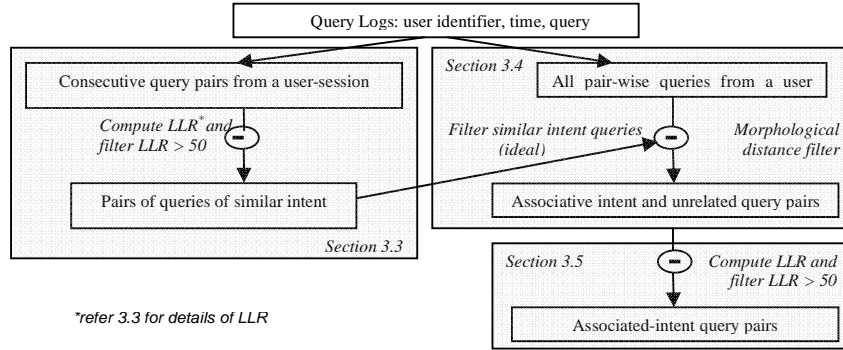 Query Logs: user identifier, time, query
Consecutive query pairs from a user-session
Compute LLR* and
filter LLR > 50
Pairs of queries of similar intent
Section 3.3
Section 3.4
All pair-wise queries from a user
Filter similar intent queries
(ideal)
Morphological
distance filter
Associative intent and unrelated query pairs
Section 3.5
Compute LLR and
filter LLR > 50
Associated-intent query pairs
*refer 3.3 for details of LLR